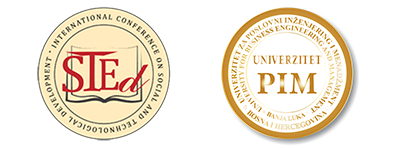 INTERNATIONAL CONFERENCE ON SOCIAL AND TECHNOLOGICAL DEVELOPMENT •
STEd
UNIVERZITET ZA POSLOVNI INŽENJERING I MENADŽMENT
UNIVERSITY FOR BUSINESS ENGINEERING AND MANAGEMENT
UNIVERZITET
PIM
BANJA LUKA
BOSNA I HERCEGOVINA